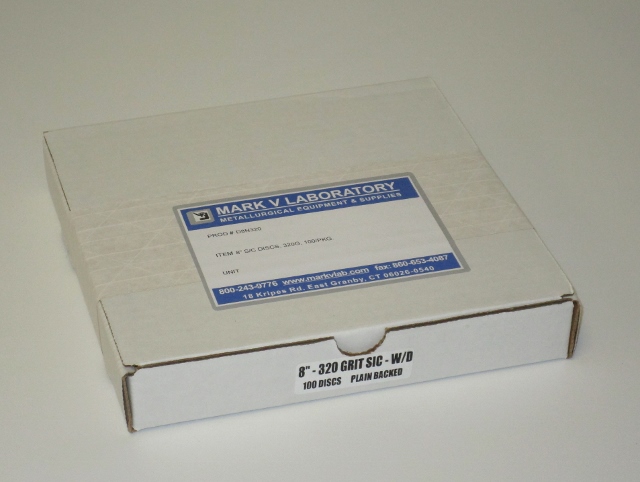 MARK V LABORATORY
METALLURGICAL EQUIPMENT & SUPPLIES
PROD # D8N320
ITEM 8" SIC DISCS, 320G, 100/PKG
UNIT
800-243-0776 www.markvlab.com fax: 860-653-4087
18 Kripes Rd. East Granby, CT 06026-0540
8" - 320 GRIT SIC - W/D
100 DISCS PLAIN BACKED